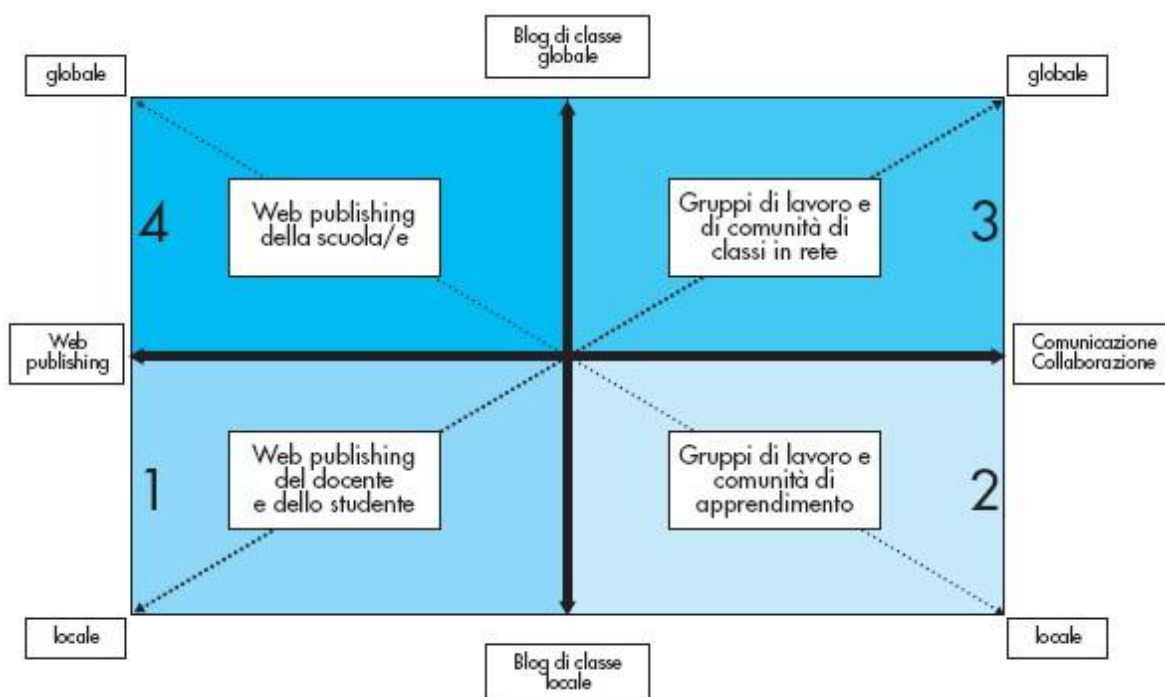 Blog di classe
globale
globale
globale
4
Web publishing
della scuola/e
Gruppi di lavoro e
di comunità di
classi in rete
3
Web
publishing
Comunicazione
Collaborazione
1
Web publishing
del docente
e dello studente
Gruppi di lavoro e
comunità di
apprendimento
2
locale
Blog di classe
locale
locale